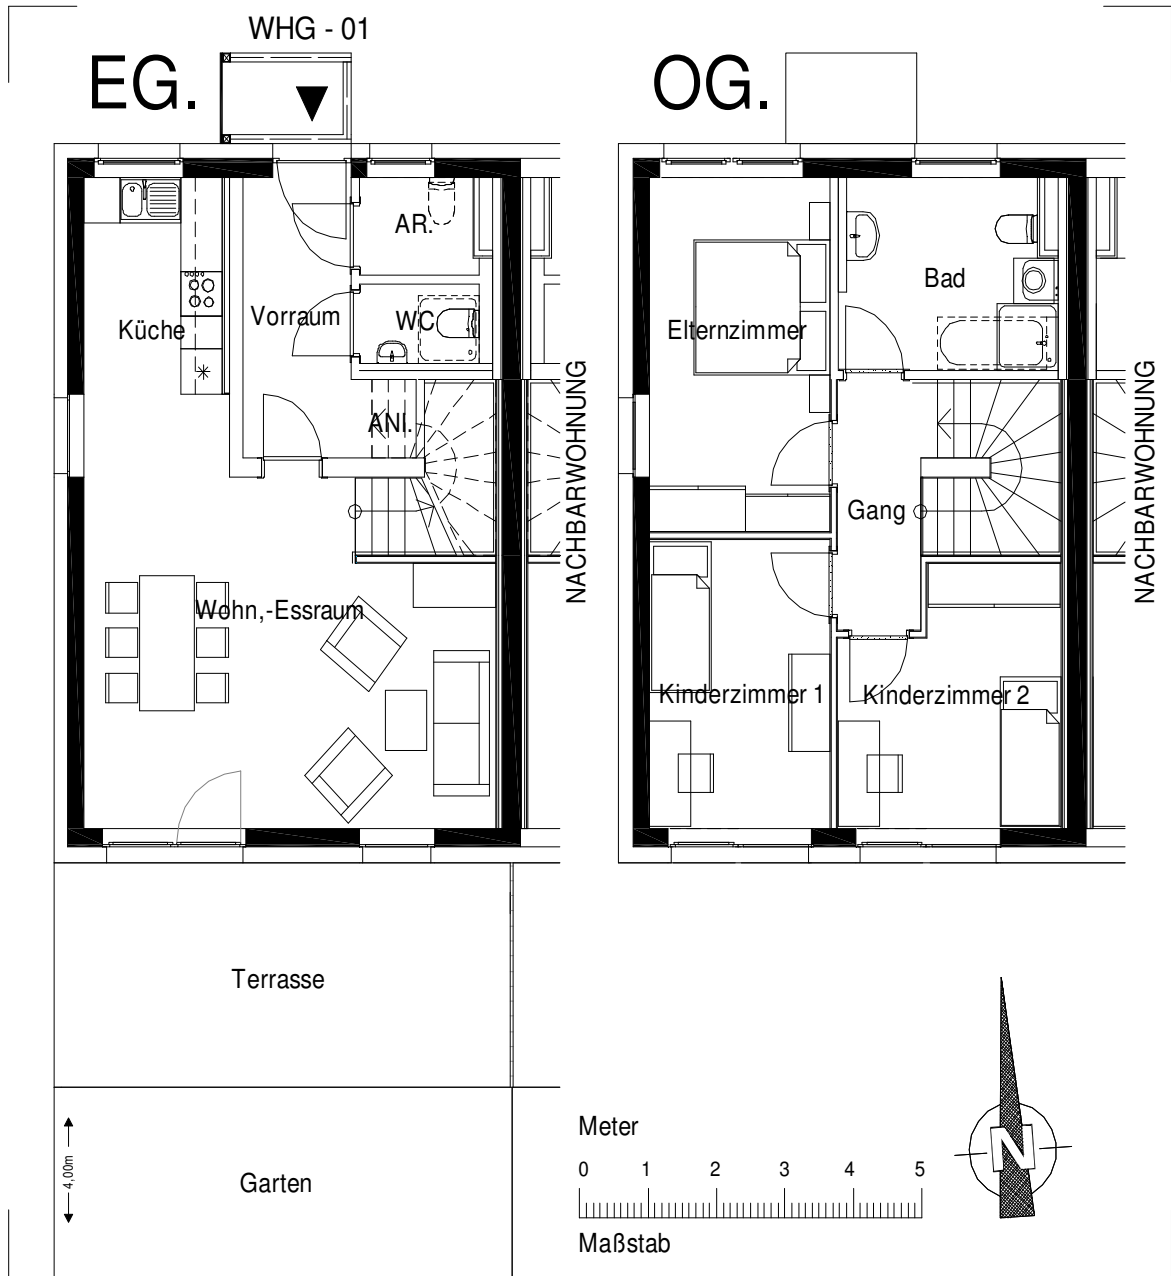 WHG - 01
EG.
OG.
AR.
Vorraum
WC
Küche
ANI.
NACHBARWOHNUNG
Wohn,-Essraum
Terrasse
4,00m
Garten
Bad
Elternzimmer
NACHBARWOHNUNG
Gang
Kinderzimmer 1
Kinderzimmer 2
Meter
0 1 2 3 4 5
Maßstab
N